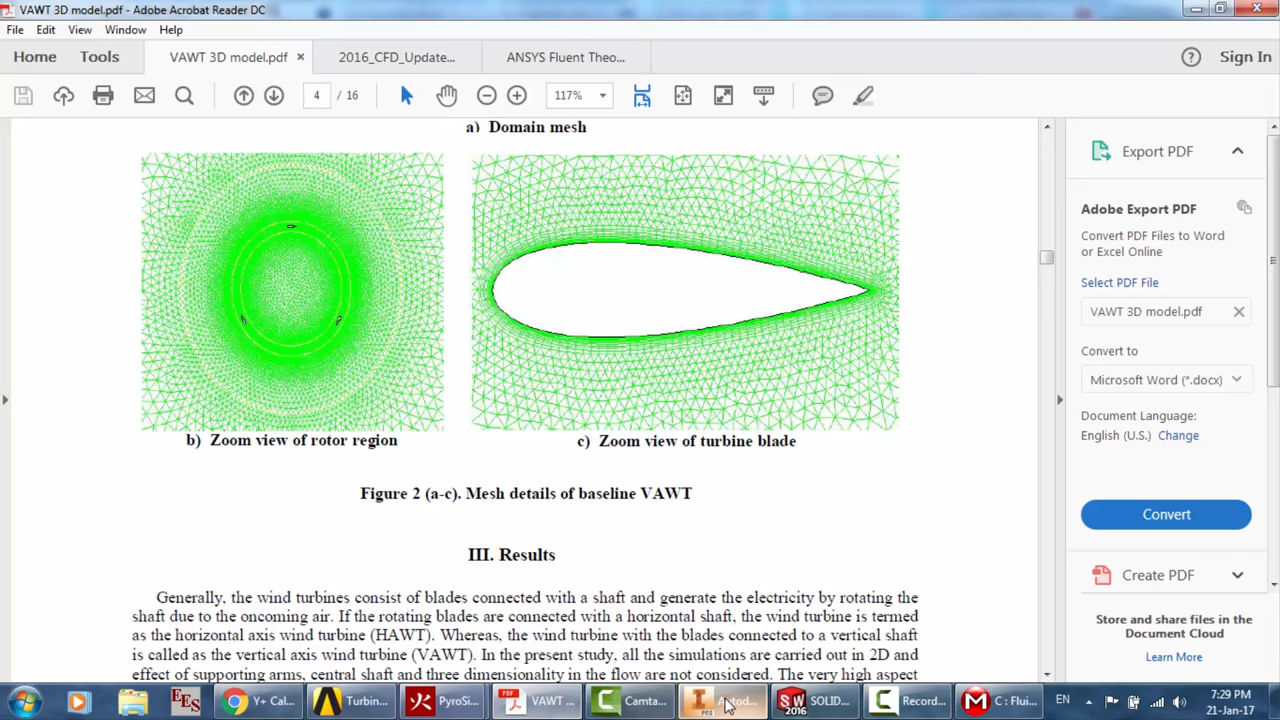 VAWT 3D model.pdf - Adobe Acrobat Reader DC
File Edit View Window Help
Home Tools VAWT 3D model.pdf × 2016_CFD_Update... ANSYS Fluent Theo... Sign In
4 / 16 117%
a) Domain mesh
b) Zoom view of rotor region
c) Zoom view of turbine blade
Figure 2 (a-c). Mesh details of baseline VAWT
III. Results
Generally, the wind turbines consist of blades connected with a shaft and generate the electricity by rotating the
shaft due to the oncoming air. If the rotating blades are connected with a horizontal shaft, the wind turbine is termed
as the horizontal axis wind turbine (HAWT). Whereas, the wind turbine with the blades connected to a vertical shaft
is called as the vertical axis wind turbine (VAWT). In the present study, all the simulations are carried out in 2D and
effect of supporting arms, central shaft and three dimensionality in the flow are not considered. The very high aspect
Export PDF
Adobe Export PDF
Convert PDF Files to Word
or Excel Online
Select PDF File
VAWT 3D model.pdf
Convert to
Microsoft Word (*.docx)
Document Language:
English (U.S.) Change
Convert
Create PDF
Store and share files in the
Document Cloud
Learn More
EES Y+ Cal... Turbin... PyroSi... VAWT ... Camta... Autod... SOLID... Record... C : Flui... EN 7:29 PM
21-Jan-17